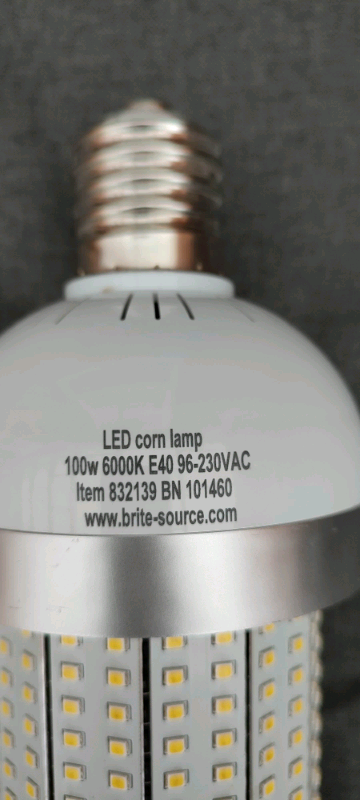 LED corn lamp
100w 6000K E40 96-230VAC
Item 832139 BN 101460
www.brite-source.com